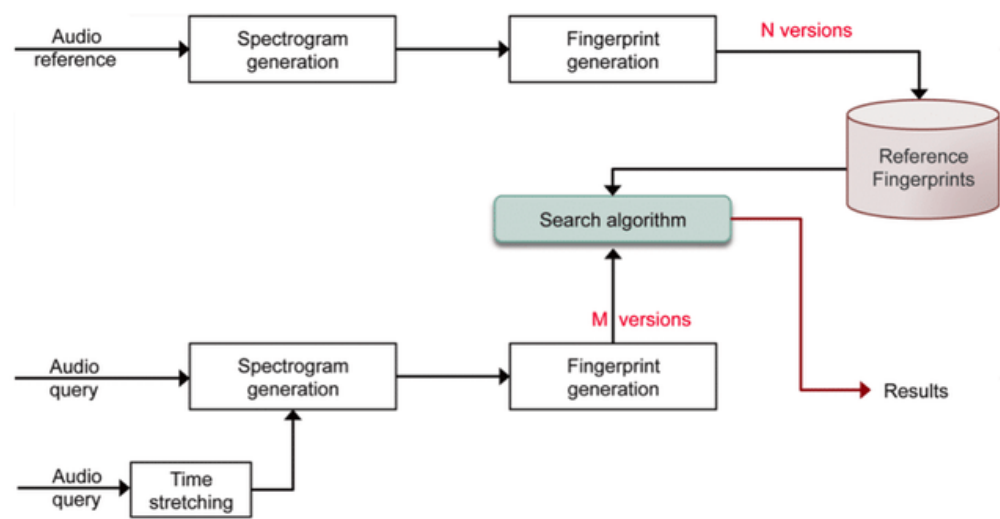 Audio
reference
Spectrogram
generation
Fingerprint
generation
N versions
Reference
Fingerprints
Search algorithm
M versions
Audio
query
Spectrogram
generation
Fingerprint
generation
Results
Audio
query
Time
stretching